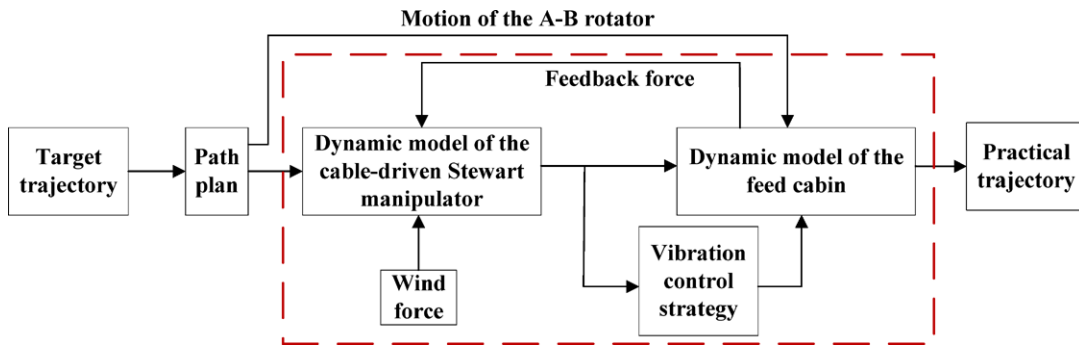 Motion of the A-B rotator
Feedback force
Target
trajectory
Path
plan
Dynamic model of the
cable-driven Stewart
manipulator
Dynamic model of the
feed cabin
Practical
trajectory
Wind
force
Vibration
control
strategy